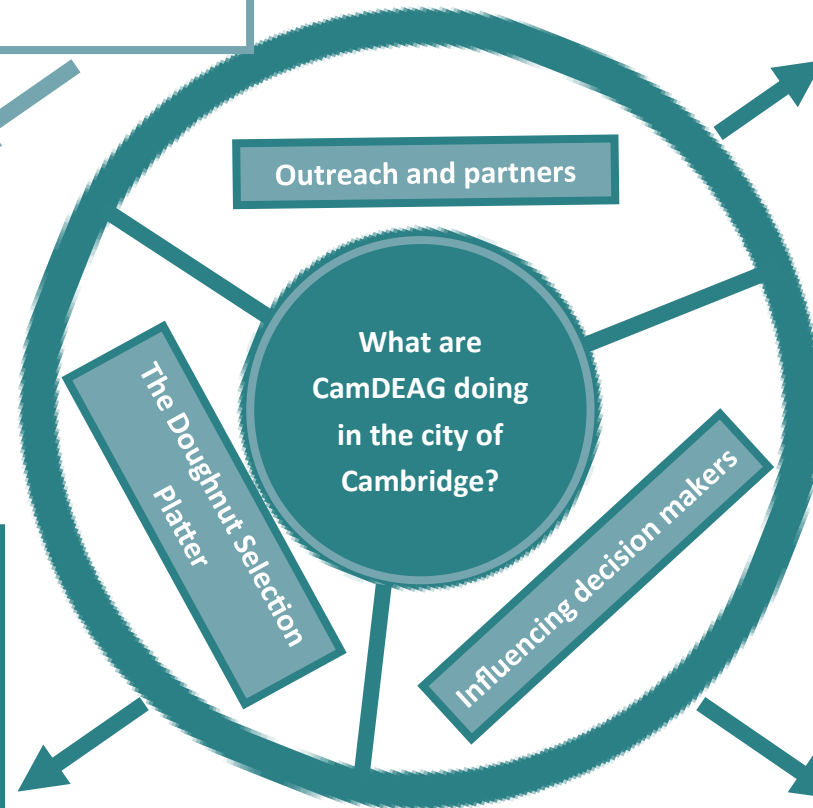 Outreach and partners
What are
CamDEAG doing
in the city of
Cambridge?
The Doughnut Selection
Platter
Influencing decision makers